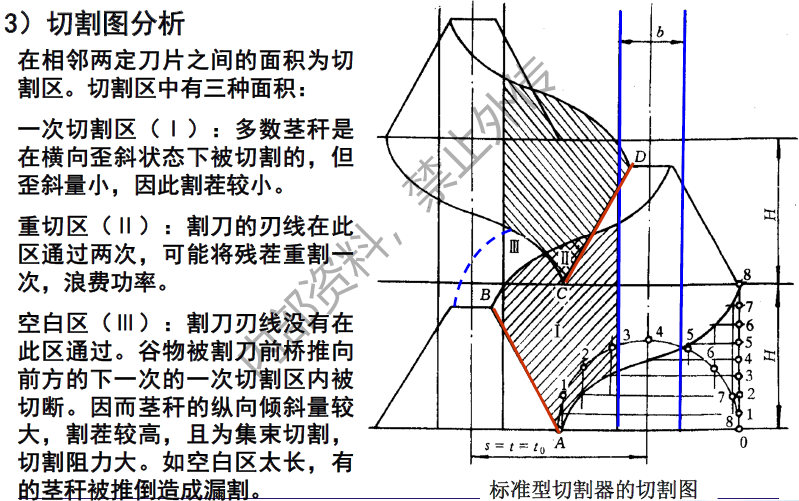 3）切割图分析
在相邻两定刀片之间的面积为切
割区。切割区中有三种面积：
一次切割区（Ⅰ）：多数茎秆是
在横向歪斜状态下被切割的，但
歪斜量小，因此割茬较小。
重切区（Ⅱ）：割刀的刃线在此
区通过两次，可能将残茬重割一
次，浪费功率。
空白区（Ⅲ）：割刀刃线没有在
此区通过。谷物被割刀前桥推向
前方的下一次的一次切割区内被
切断。因而茎秆的纵向倾斜量较
大，割茬较高，且为集束切割，
切割阻力大。如空白区太长，有
的茎秆被推倒造成漏割。
内部资料，禁止外传
b
D
H
Ⅲ
Ⅱ
8
B
C
7
Ⅰ
6
3
4
5
5
2
4
H
6
3
1
7
2
1
8
A
0
s = t = t₀
标准型切割器的切割图